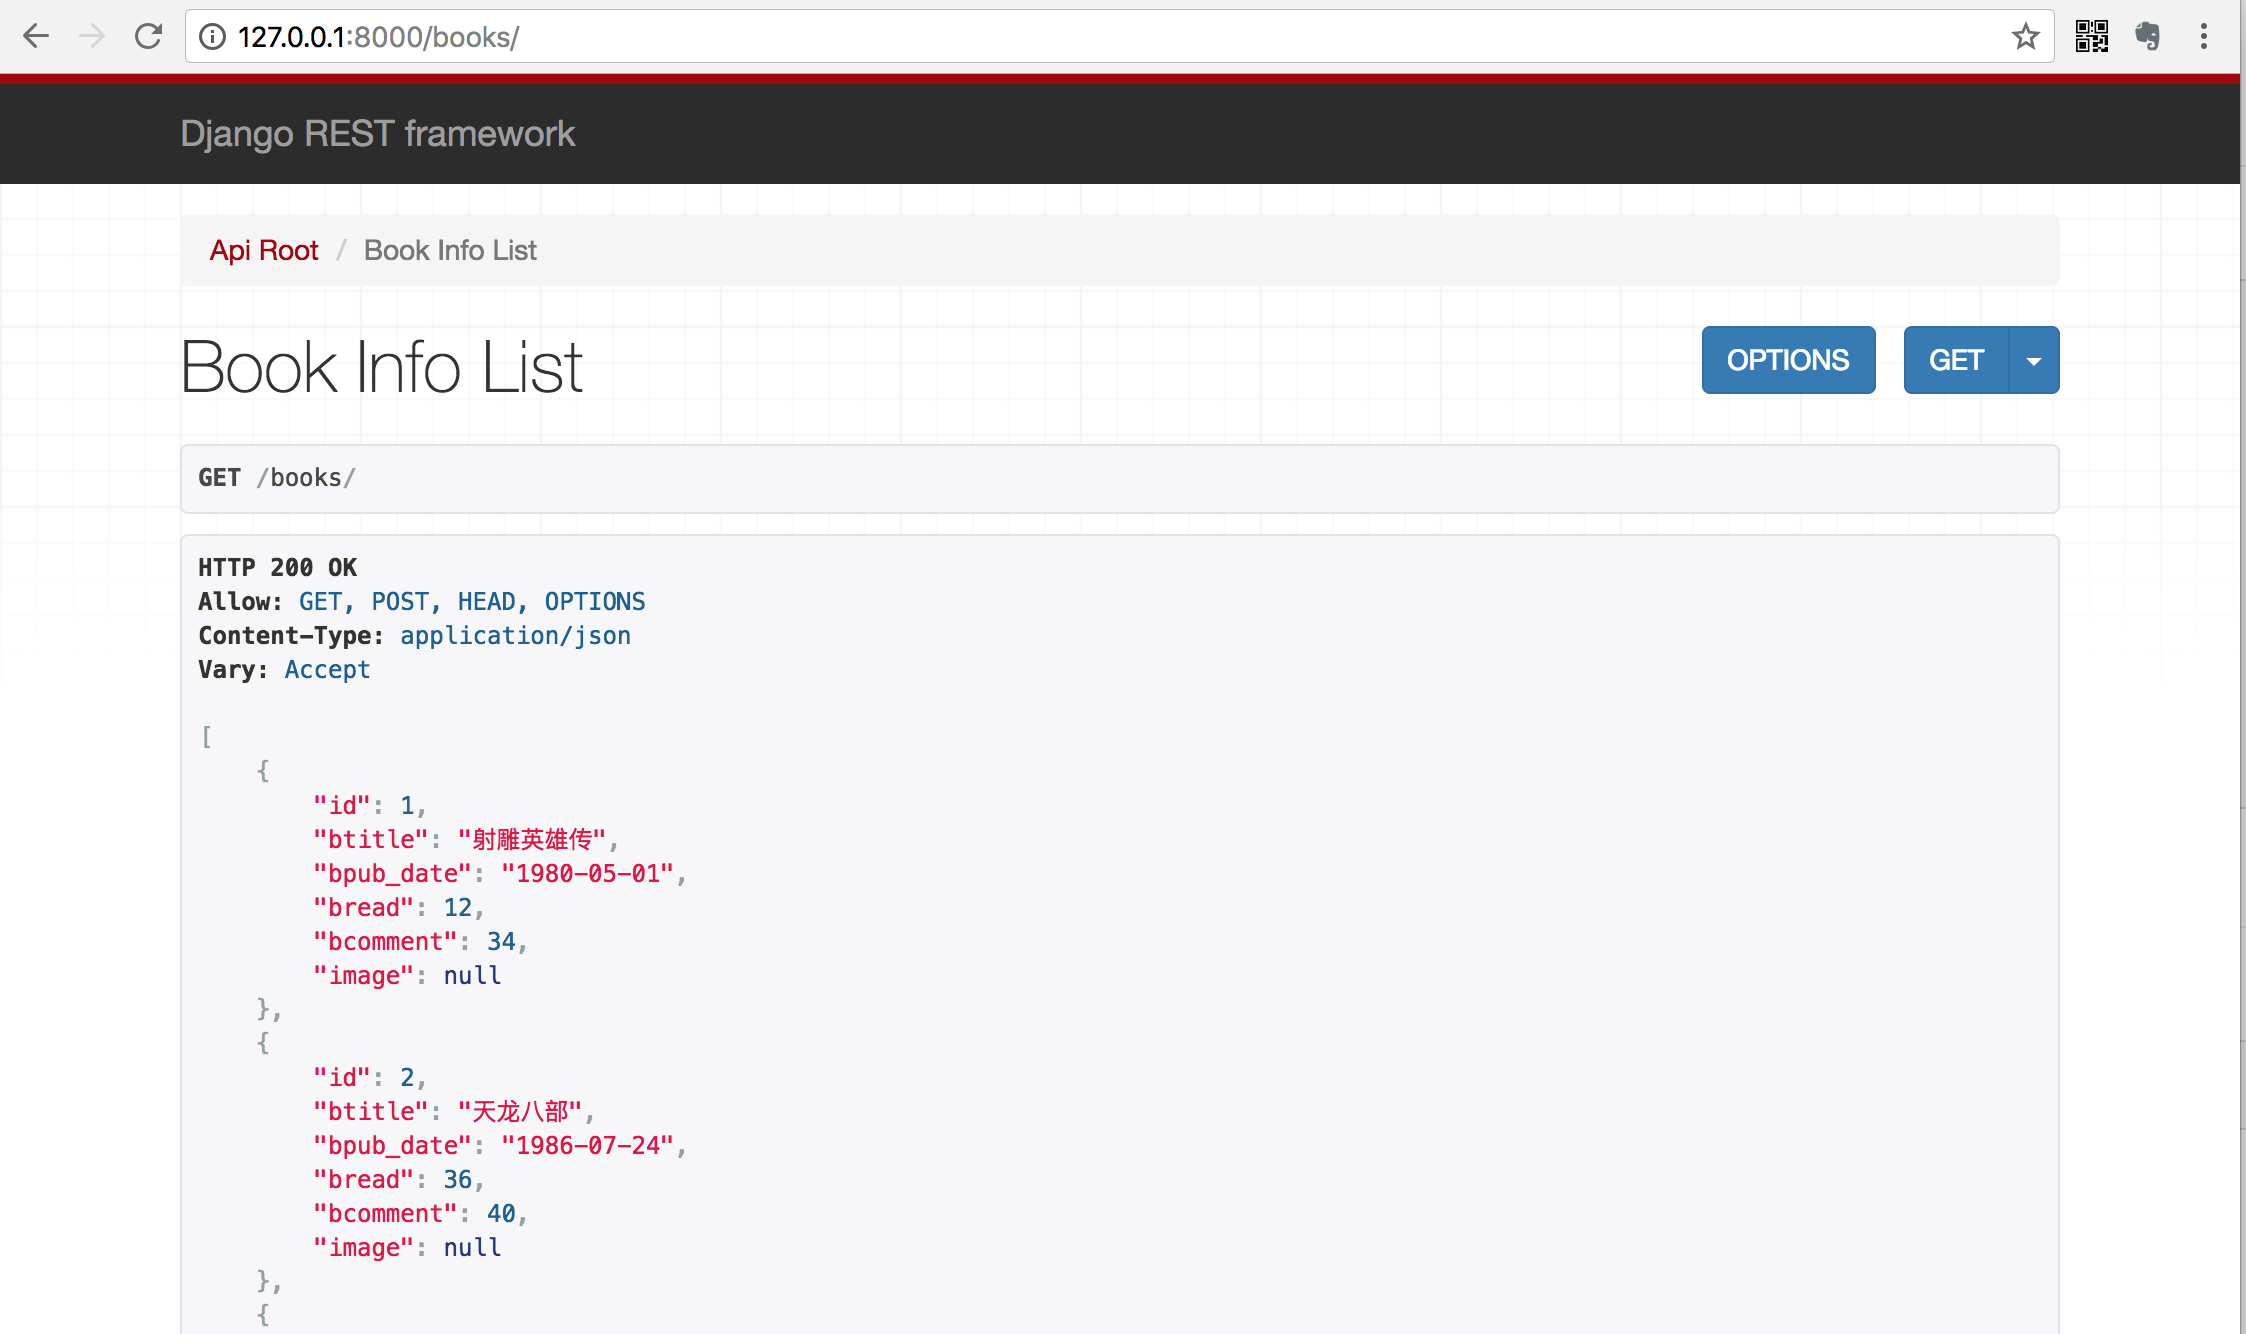 127.0.0.1:8000/books/
Django REST framework
Api Root / Book Info List
Book Info List
OPTIONS
GET
GET /books/
HTTP 200 OK
Allow: GET, POST, HEAD, OPTIONS
Content-Type: application/json
Vary: Accept
[
    {
        "id": 1,
        "btitle": "射雕英雄传",
        "bpub_date": "1980-05-01",
        "bread": 12,
        "bcomment": 34,
        "image": null
    },
    {
        "id": 2,
        "btitle": "天龙八部",
        "bpub_date": "1986-07-24",
        "bread": 36,
        "bcomment": 40,
        "image": null
    },
    {